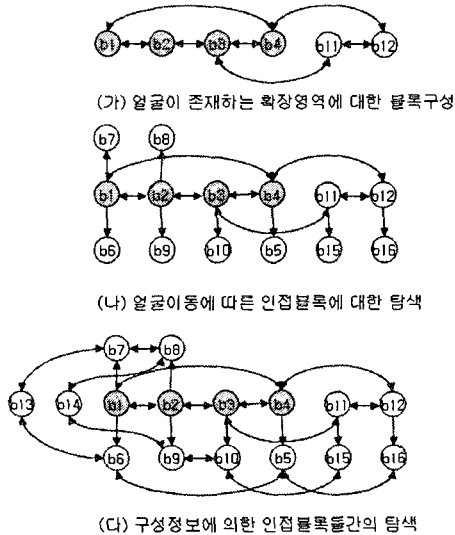 b1 b2 b3 b4 b11 b12
(가) 얼굴이 존재하는 확장영역에 대한 블록구성
b7 b8
b1 b2 b3 b4 b11 b12
b6 b9 b10 b5 b15 b16
(나) 얼굴이동에 따른 인접블록에 대한 탐색
b7 b8
b13 b14 b1 b2 b3 b4 b11 b12
b6 b9 b10 b5 b15 b16
(다) 구성정보에 의한 인접블록들간의 탐색